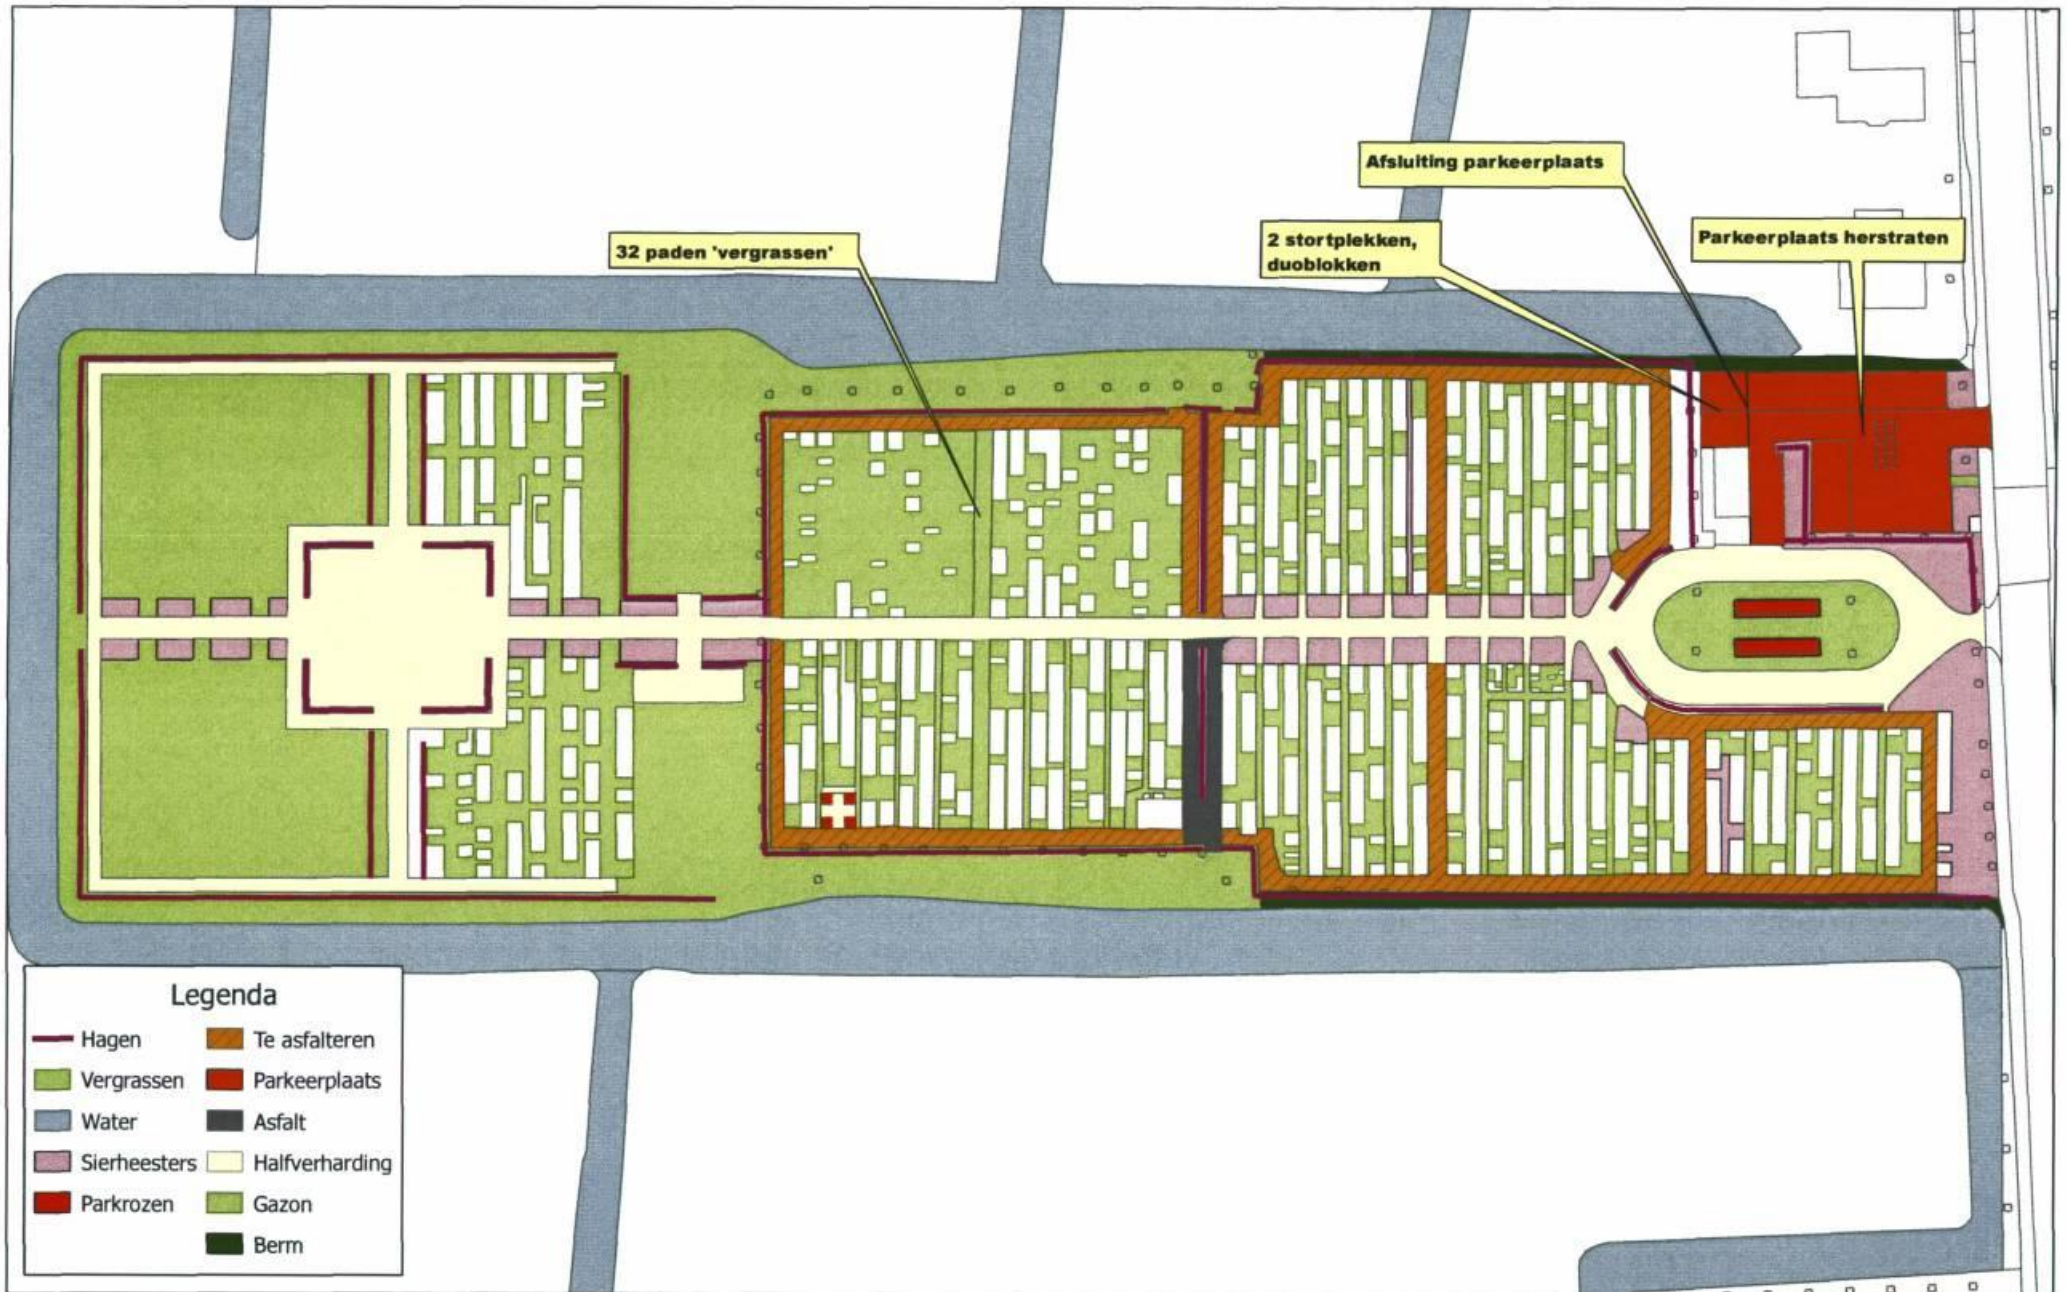 Afsluiting parkeerplaats
2 stortplekken,
duoblokken
Parkeerplaats herstraten
32 paden 'vergrassen'
Legenda
Hagen
Vergrassen
Water
Sierheesters
Parkrozen
Te asfalteren
Parkeerplaats
Asfalt
Halfverharding
Gazon
Berm